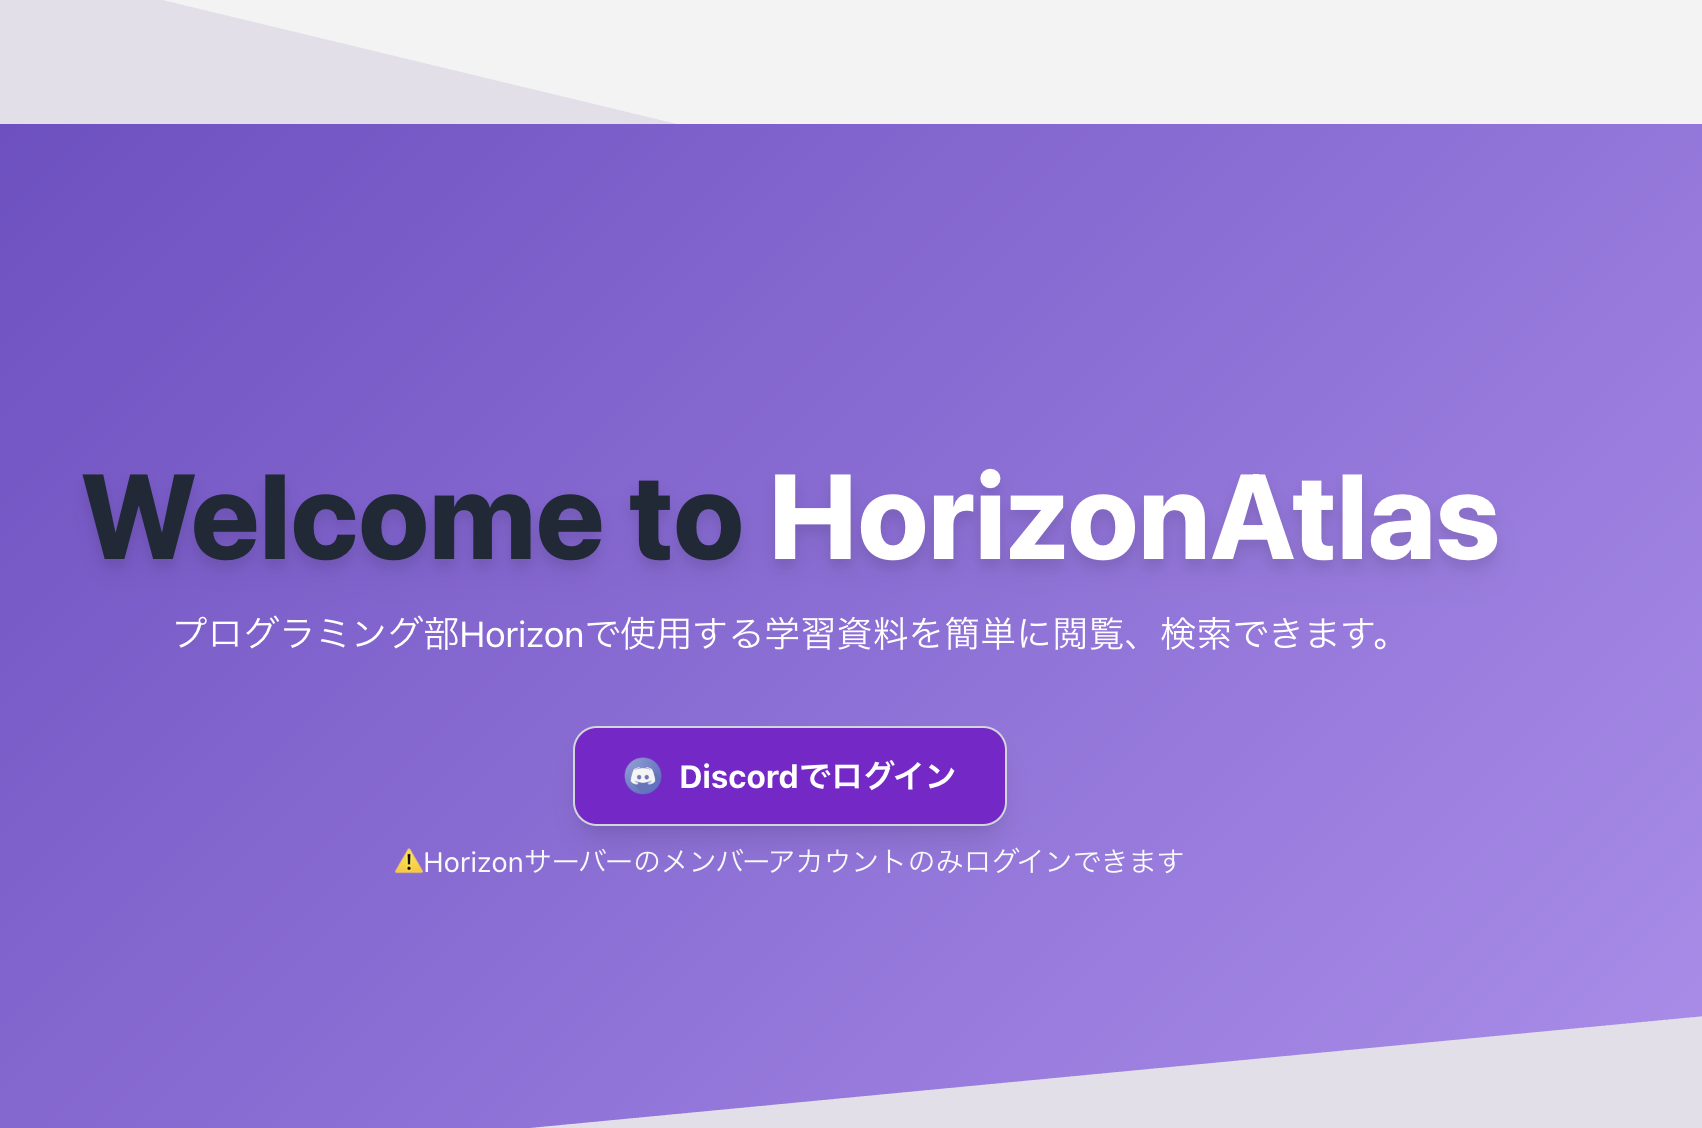 Welcome to HorizonAtlas
プログラミング部Horizonで使用する学習資料を簡単に閲覧、検索できます。
Discordでログイン
⚠️Horizonサーバーのメンバーアカウントのみログインできます